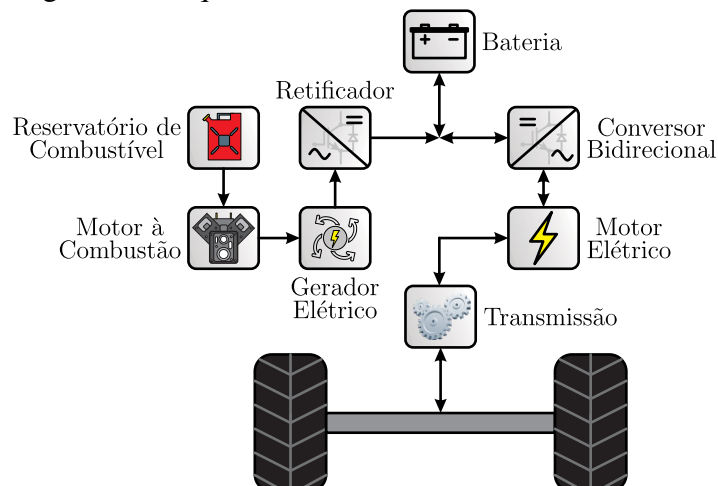 Bateria
Retificador
Reservatório de
Combustível
Conversor
Bidirecional
Motor à
Combustão
Motor
Elétrico
Gerador
Elétrico
Transmissão